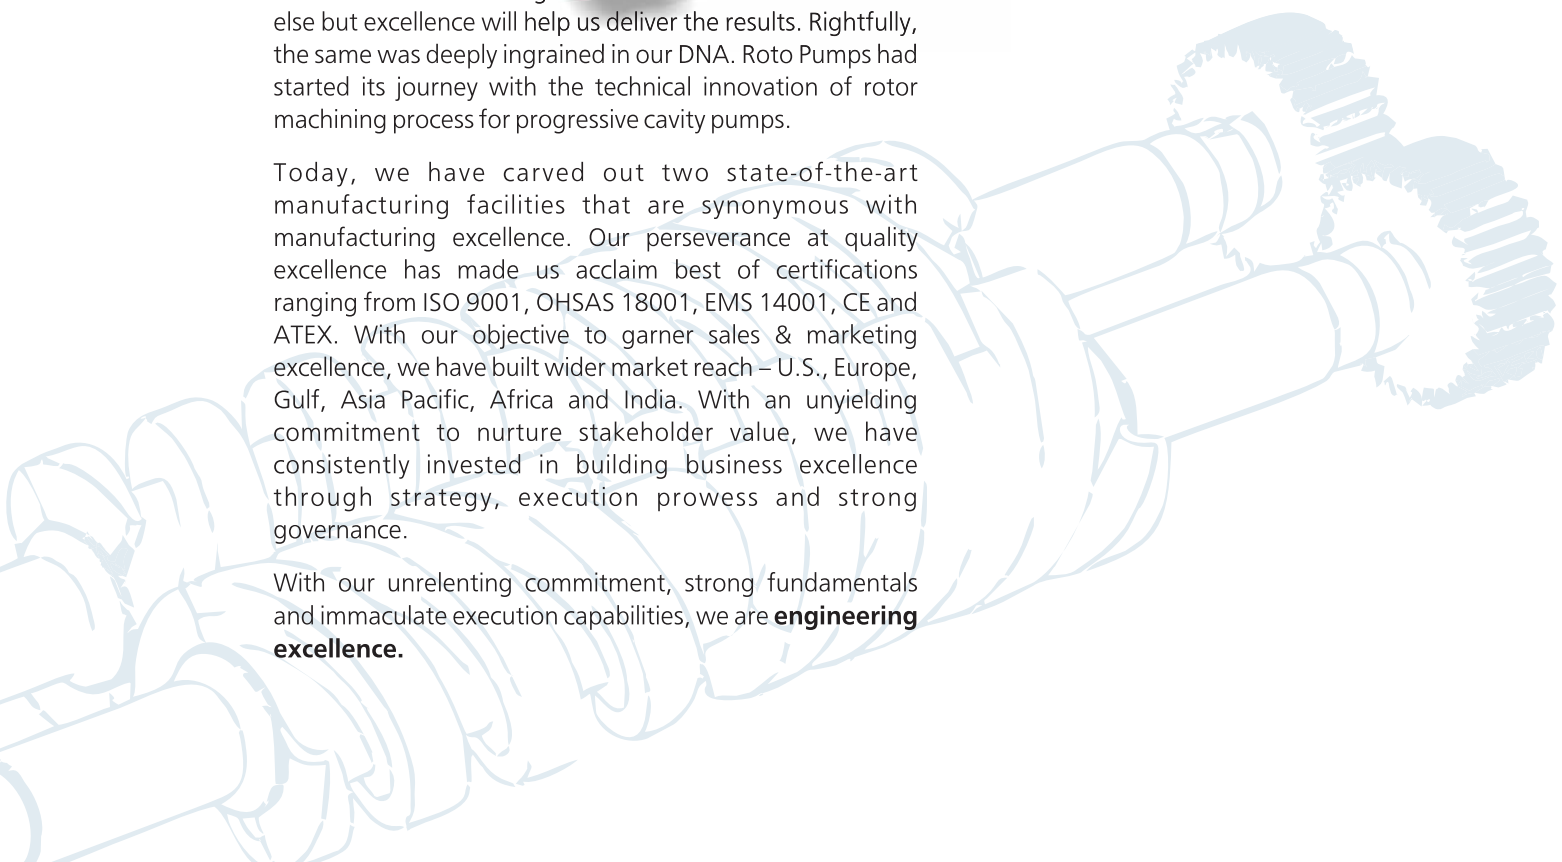 else but excellence will help us deliver the results. Rightfully,
the same was deeply ingrained in our DNA. Roto Pumps had
started its journey with the technical innovation of rotor
machining process for progressive cavity pumps.
Today, we have carved out two state-of-the-art
manufacturing facilities that are synonymous with
manufacturing excellence. Our perseverance at quality
excellence has made us acclaim best of certifications
ranging from ISO 9001, OHSAS 18001, EMS 14001, CE and
ATEX. With our objective to garner sales & marketing
excellence, we have built wider market reach – U.S., Europe,
Gulf, Asia Pacific, Africa and India. With an unyielding
commitment to nurture stakeholder value, we have
consistently invested in building business excellence
through strategy, execution prowess and strong
governance.
With our unrelenting commitment, strong fundamentals
and immaculate execution capabilities, we are engineering
excellence.